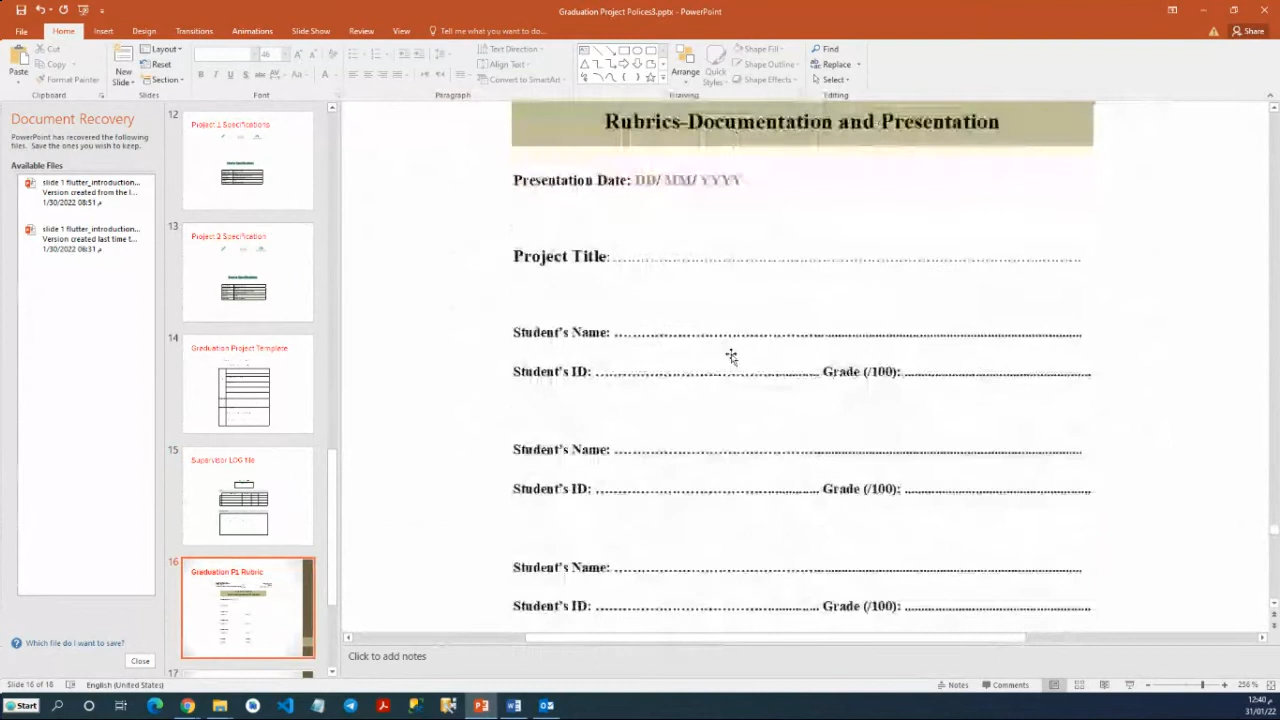 Graduation Project Polices3.pptx - PowerPoint
File Home Insert Design Transitions Animations Slide Show Review View Tell me what you want to do... Share
Paste Cut Copy Format Painter
Clipboard
New Slide Layout Reset Section
Slides
46
Font
Text Direction Align Text Convert to SmartArt
Paragraph
Arrange Quick Styles Shape Fill Shape Outline Shape Effects
Drawing
Find Replace Select
Editing
Document Recovery
PowerPoint has recovered the following files. Save the ones you wish to keep.
Available Files
slide 1 flutter_introduction...
Version created from the l...
1/30/2022 08:51 م
slide 1 flutter_introduction...
Version created last time t...
1/30/2022 08:31 م
Which file do I want to save?
Close
12
Project 1 Specifications
13
Project 2 Specification
14
Graduation Project Template
15
Supervisor LOG file
16
Graduation P1 Rubric
17
Rubrics-Documentation and Presentation
Presentation Date: DD/ MM/ YYYY
Project Title:
Student's Name:
Student's ID: Grade (/100):
Student's Name:
Student's ID: Grade (/100):
Student's Name:
Student's ID: Grade (/100):
Click to add notes
Slide 16 of 18 English (United States) Notes Comments 256 %
Start
12:40 م
31/01/22